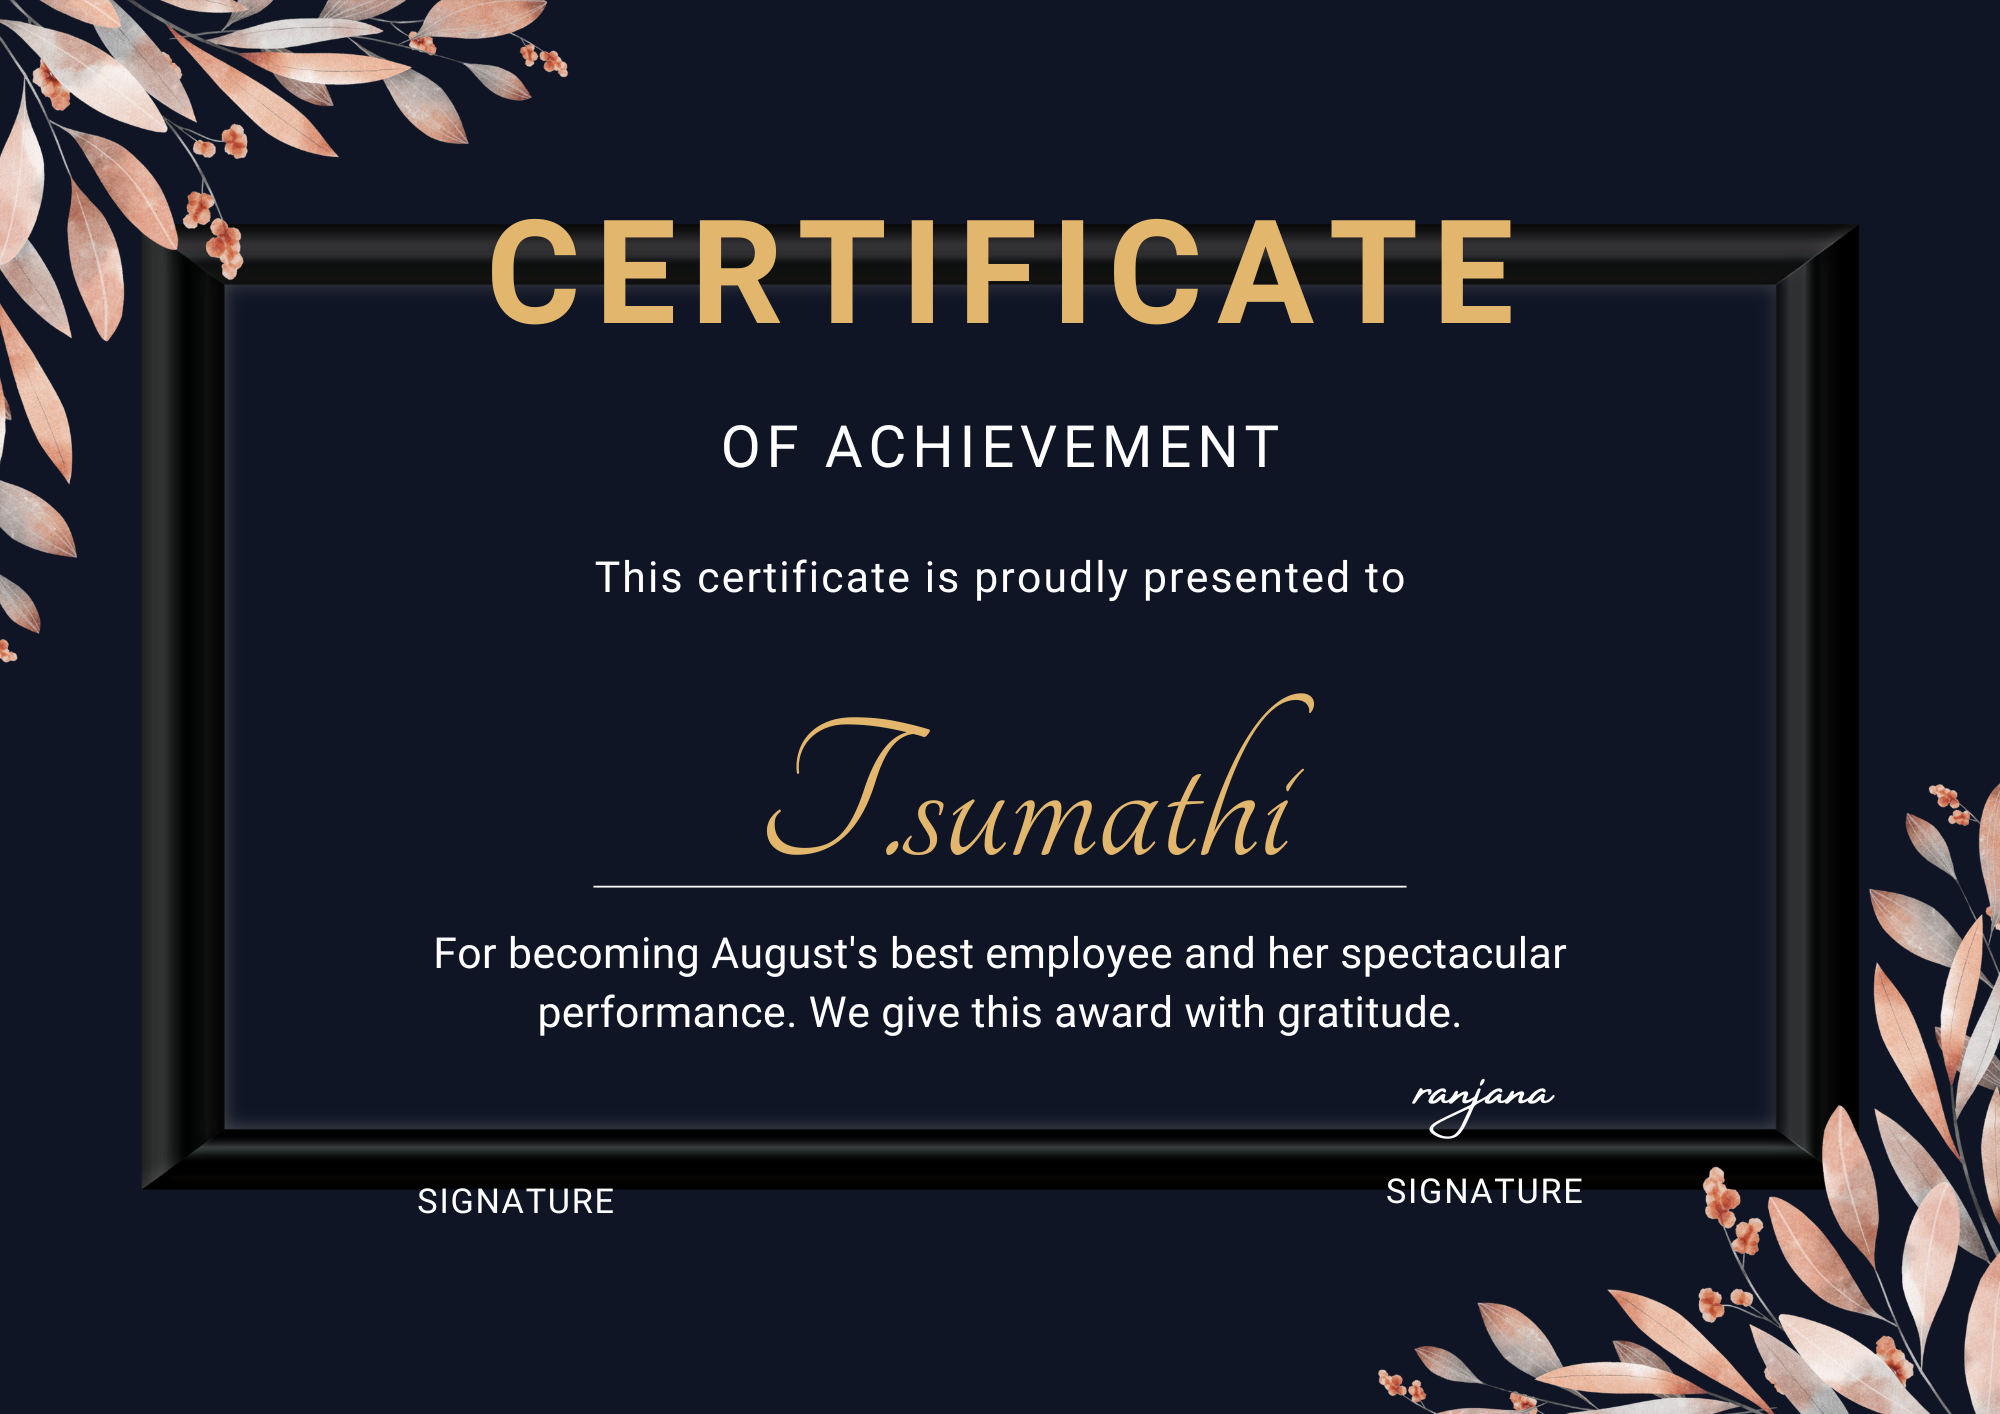 CERTIFICATE
OF ACHIEVEMENT
This certificate is proudly presented to
T.sumathi
For becoming August's best employee and her spectacular
performance. We give this award with gratitude.
ranjana
SIGNATURE
SIGNATURE